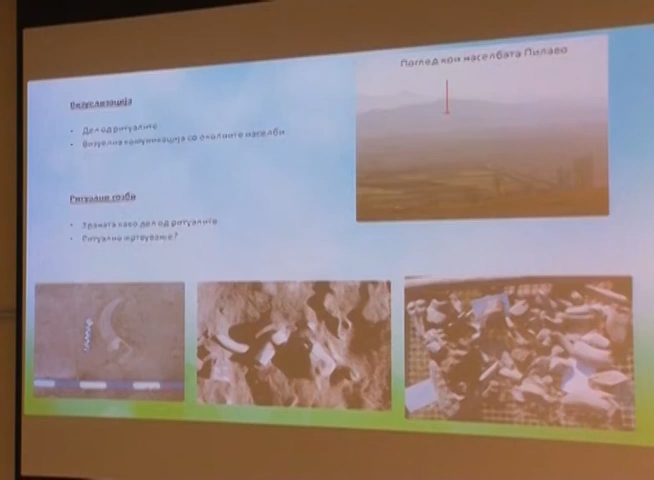 Визуелизација
Дел од ритуалите
Визуелна комуникација со околните населби
Ритуални гозби
Храната како дел од ритуалите
Ритуално жртвување?
Поглед кон населбата Пилаво